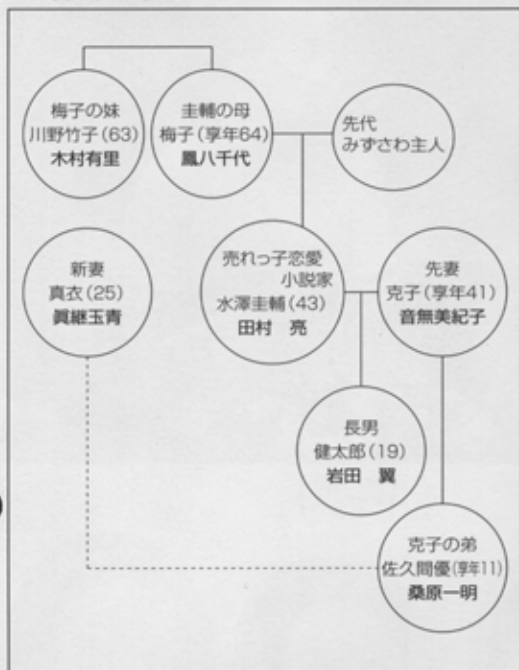 梅子の妹
川野竹子(63)
木村有里
圭輔の母
梅子(享年64)
鳳八千代
先代
みずさわ主人
新妻
真衣(25)
眞継玉青
売れっ子恋愛
小説家
水澤圭輔(43)
田村 亮
先妻
克子(享年41)
音無美紀子
長男
健太郎(19)
岩田 翼
克子の弟
佐久間優(享年11)
桑原一明